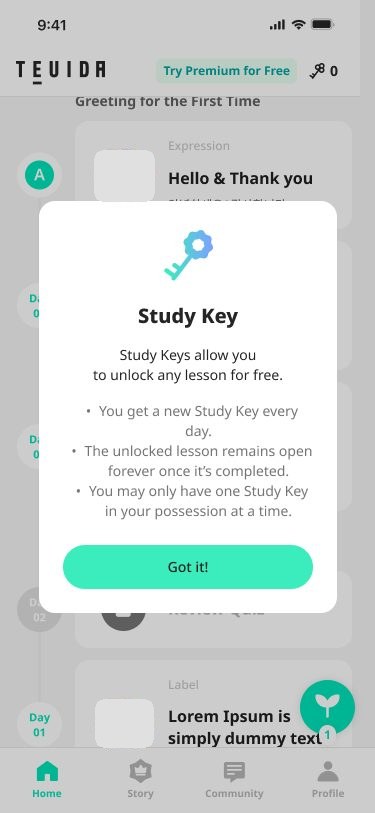 9:41
TEUIDA
Try Premium for Free
0
Greeting for the First Time
Expression
A
Hello & Thank you
Study Key
Study Keys allow you
to unlock any lesson for free.
• You get a new Study Key every
day.
• The unlocked lesson remains open
forever once it’s completed.
• You may only have one Study Key
in your possession at a time.
Got it!
02
Label
Day
01
Lorem Ipsum is
simply dummy text
1
Home
Story
Community
Profile